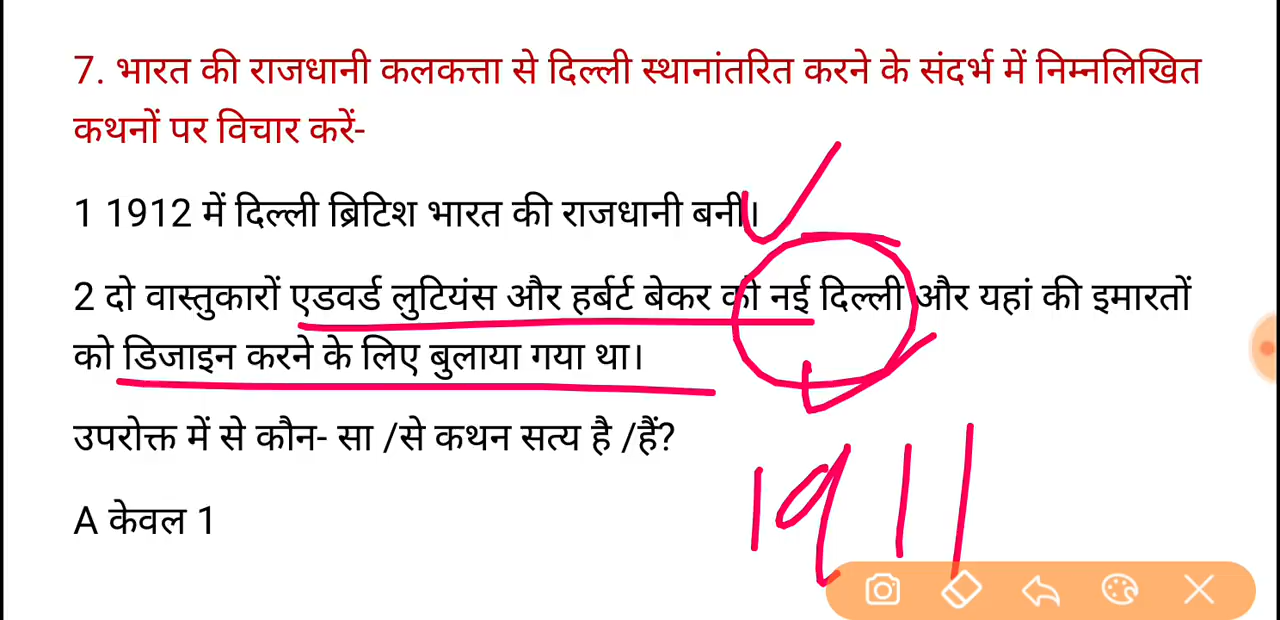 7. भारत की राजधानी कलकत्ता से दिल्ली स्थानांतरित करने के संदर्भ में निम्नलिखित
कथनों पर विचार करें-
1 1912 में दिल्ली ब्रिटिश भारत की राजधानी बनी।
2 दो वास्तुकारों एडवर्ड लुटियंस और हर्बर्ट बेकर को नई दिल्ली और यहां की इमारतों
को डिजाइन करने के लिए बुलाया गया था।
उपरोक्त में से कौन- सा /से कथन सत्य है /हैं?
A केवल 1
1911